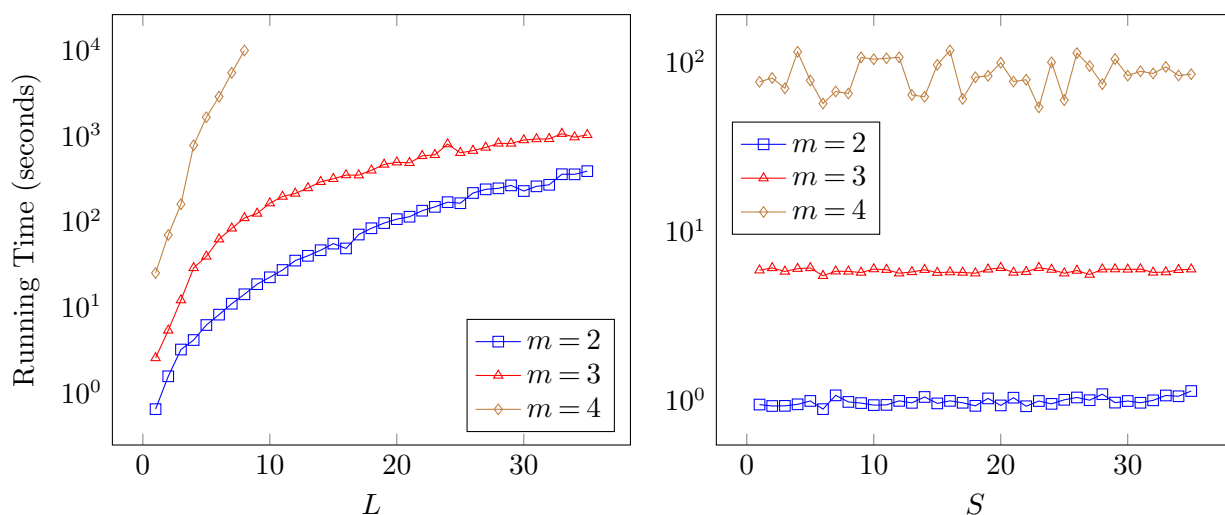 Running Time (seconds)
10^4
10^3
10^2
10^1
10^0
0
10
20
30
L
m = 2
m = 3
m = 4
10^2
10^1
10^0
0
10
20
30
S
m = 2
m = 3
m = 4